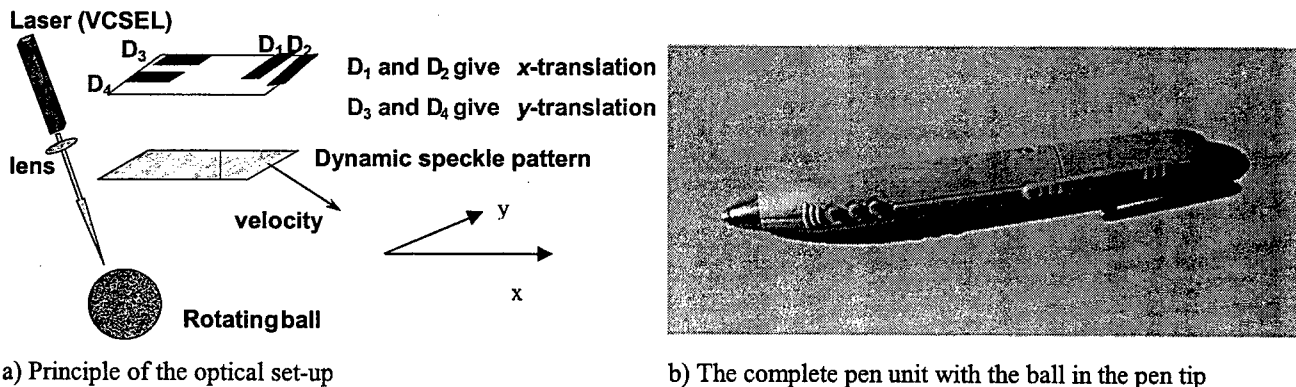 Laser (VCSEL)
D₃
D₁ D₂
D₄
D₁ and D₂ give x-translation
D₃ and D₄ give y-translation
lens
Dynamic speckle pattern
velocity
y
x
Rotating ball
a) Principle of the optical set-up
b) The complete pen unit with the ball in the pen tip